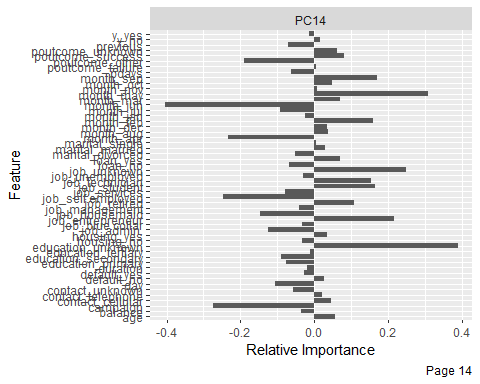 PC14
y_yes
y_no
previous
poutcome_unknown
poutcome_success
poutcome_other
poutcome_failure
pdays
month_sep
month_oct
month_nov
month_may
month_mar
month_jun
month_jul
month_jan
month_feb
month_dec
month_aug
month_apr
marital_single
marital_married
marital_divorced
loan_yes
loan_no
job_unknown
job_unemployed
job_technician
job_student
job_services
job_self.employed
job_retired
job_management
job_housemaid
job_entrepreneur
job_blue.collar
job_admin.
housing_yes
housing_no
education_unknown
education_tertiary
education_secondary
education_primary
duration
default_yes
default_no
day
contact_unknown
contact_telephone
contact_cellular
campaign
balance
age
Feature
-0.4 -0.2 0.0 0.2 0.4
Relative Importance
Page 14